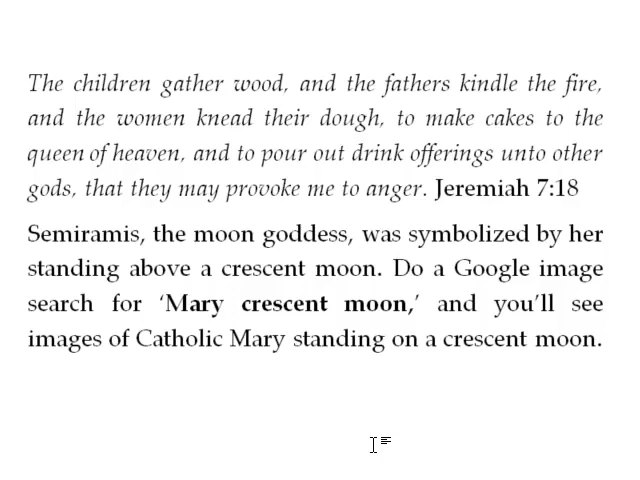 The children gather wood, and the fathers kindle the fire,
and the women knead their dough, to make cakes to the
queen of heaven, and to pour out drink offerings unto other
gods, that they may provoke me to anger. Jeremiah 7:18
Semiramis, the moon goddess, was symbolized by her
standing above a crescent moon. Do a Google image
search for ‘Mary crescent moon,’ and you’ll see
images of Catholic Mary standing on a crescent moon.